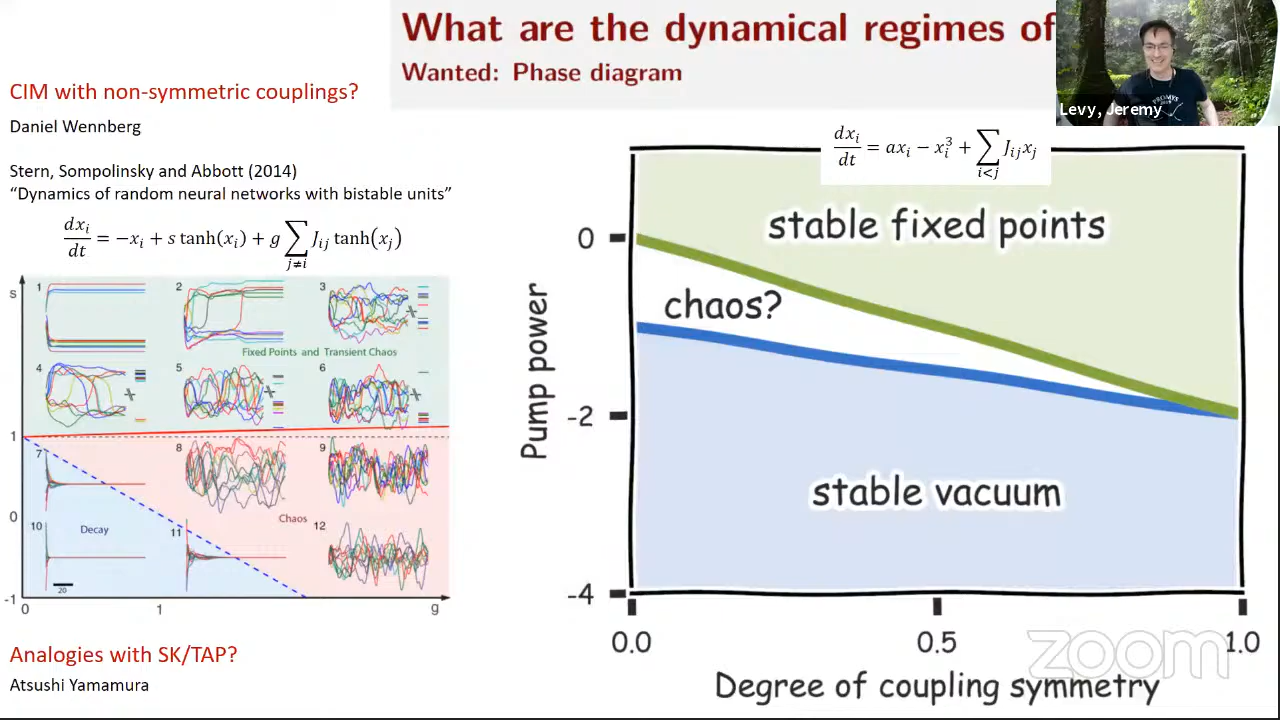 What are the dynamical regimes of
Wanted: Phase diagram
Levy, Jeremy
CIM with non-symmetric couplings?
Daniel Wennberg
Stern, Sompolinsky and Abbott (2014)
“Dynamics of random neural networks with bistable units”
dx_i/dt = −x_i + s tanh(x_i) + g ∑_{j≠i} J_{ij} tanh(x_j)
s
1
2
3
Fixed Points and Transient Chaos
4
5
6
1
7
8
9
0
Decay
Chaos
10
11
12
20
-1
0
1
g
Analogies with SK/TAP?
Atsushi Yamamura
dx_i/dt = ax_i − x_i^3 + ∑_{i<j} J_{ij}x_j
stable fixed points
0
chaos?
Pump power
-2
stable vacuum
-4
0.0
0.5
1.0
Degree of coupling symmetry
zoom